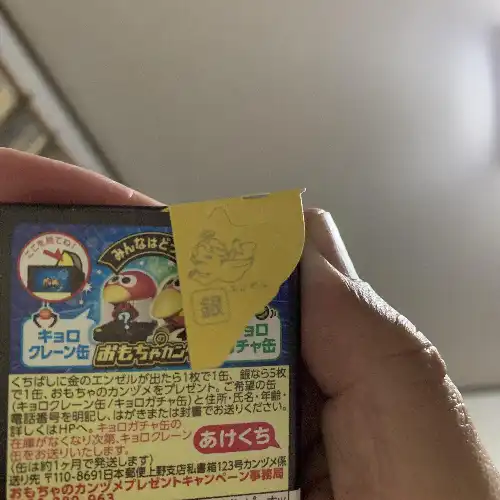 ここを見てね!
みんなはどっ
銀
キョロ
クレーン缶
おもちゃカン
キョロ
ガチャ缶
くちばしに金のエンゼルが出たら1枚で1缶、銀なら5枚
で1缶、おもちゃのカンヅメをプレゼント。ご希望の缶
(キョロクレーン缶/キョロガチャ缶)と住所・氏名・年齢・
電話番号を明記し、はがきまたは封書でお送りください。
詳しくはHPへ。キョロガチャ缶の
在庫がなくなり次第、キョロクレーン
缶をお送りいたします。
(缶は約1ヶ月で発送します)
あけくち
送り先 〒110-8691日本郵便上野支店私書箱123号カンヅメ係
おもちゃのカンヅメプレゼントキャンペーン事務局